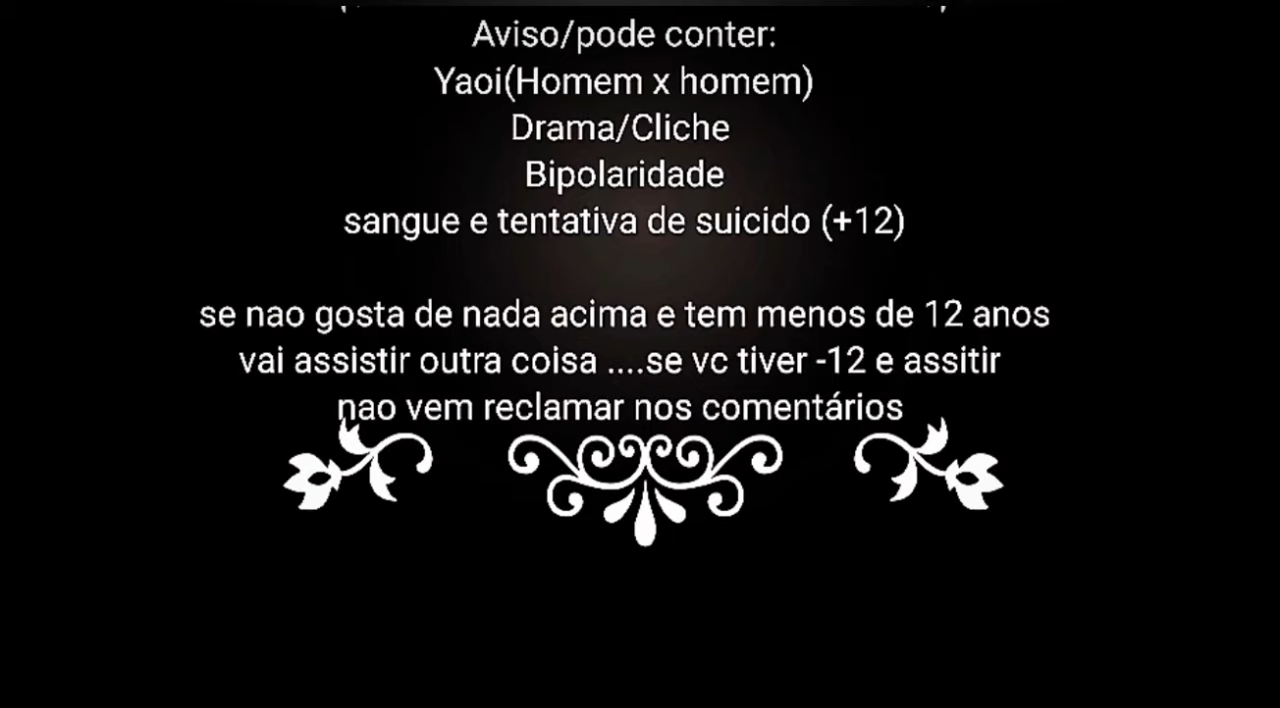 Aviso/pode conter:
Yaoi(Homem x homem)
Drama/Cliche
Bipolaridade
sangue e tentativa de suicido (+12)
se nao gosta de nada acima e tem menos de 12 anos
vai assistir outra coisa ....se vc tiver -12 e assitir
nao vem reclamar nos comentários